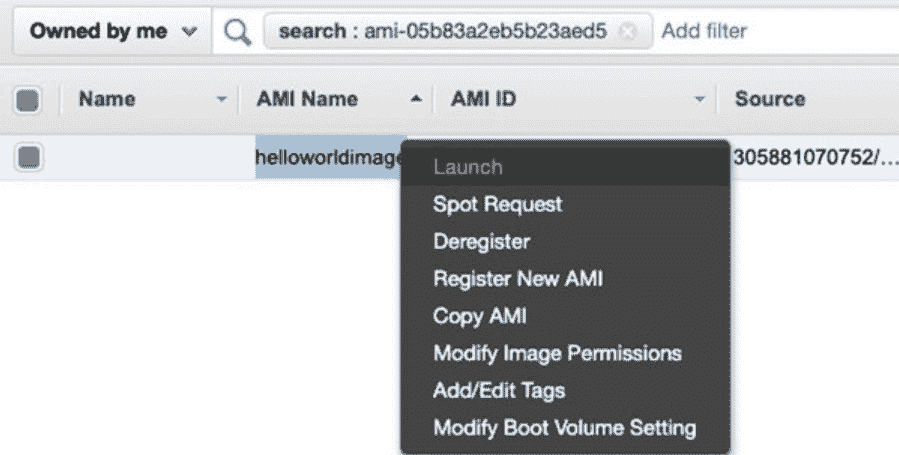 Owned by me search : ami-05b83a2eb5b23aed5 Add filter
Name AMI Name AMI ID Source
helloworldimage 305881070752/...
Launch
Spot Request
Deregister
Register New AMI
Copy AMI
Modify Image Permissions
Add/Edit Tags
Modify Boot Volume Setting